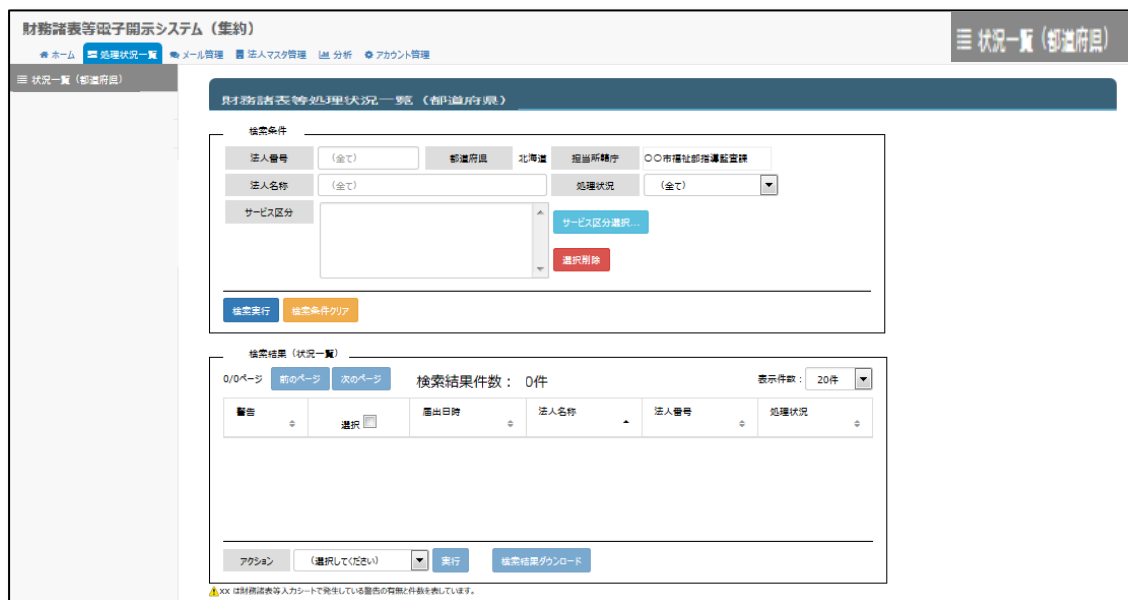 財務諸表等電子開示システム（集約）
ホーム 処理状況一覧 メール管理 法人マスタ管理 分析 アカウント管理
状況一覧（都道府県）
状況一覧（都道府県）
財務諸表等処理状況一覧（都道府県）
検索条件
法人番号 （全て） 都道府県 北海道 担当所轄庁 〇〇市福祉部指導監査課
法人名称 （全て） 処理状況 （全て）
サービス区分 サービス区分選択...
選択削除
検索実行 検索条件クリア
検索結果（状況一覧）
0/0ページ 前のページ 次のページ 検索結果件数： 0件 表示件数： 20件
警告 選択 届出日時 法人名称 法人番号 処理状況
アクション （選択してください） 実行 検索結果ダウンロード
xx は財務諸表等入力シートで発生している警告の有無と件数を表しています。